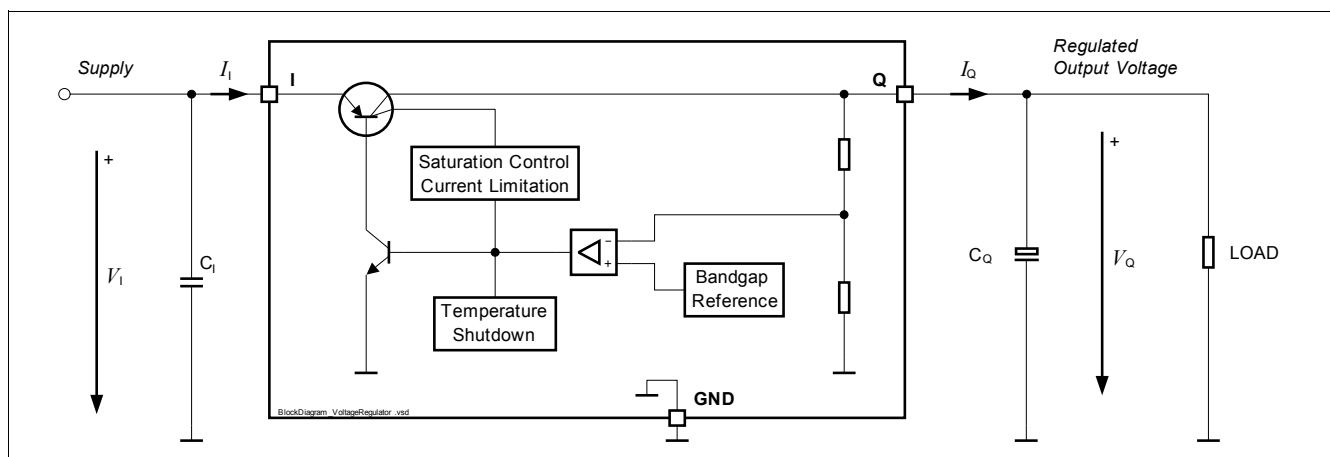 Supply
I_I
I
Q
I_Q
Regulated
Output Voltage
+
+
Saturation Control
Current Limitation
C_I
V_I
−
+
Bandgap
Reference
Temperature
Shutdown
C_Q
V_Q
LOAD
GND
BlockDiagram_VoltageRegulator .vsd